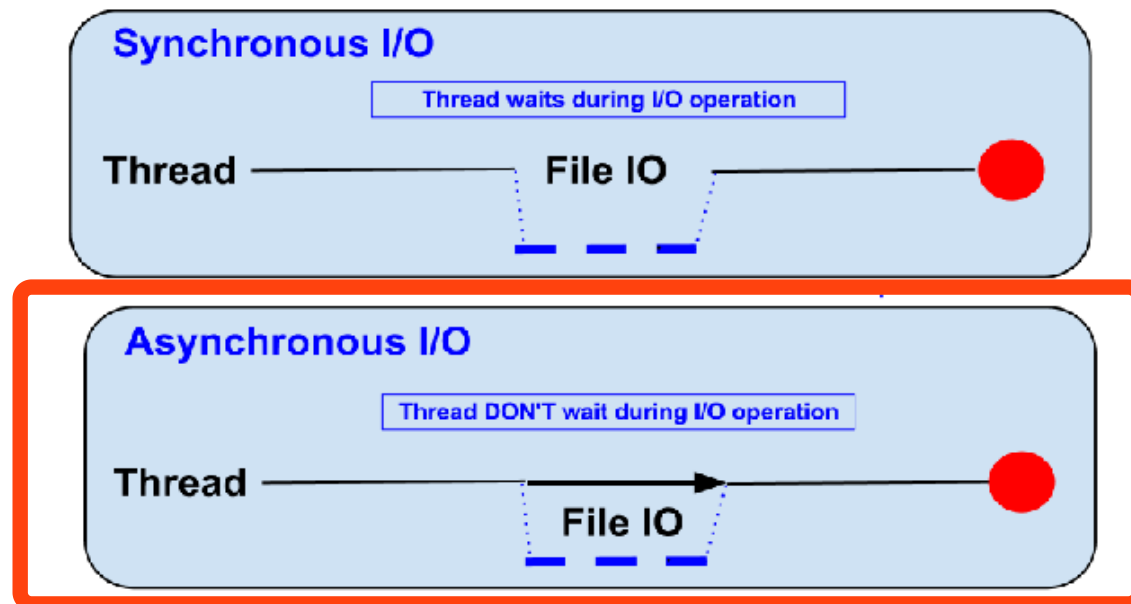 Synchronous I/O
Thread waits during I/O operation
Thread File IO
Asynchronous I/O
Thread DON'T wait during I/O operation
Thread
File IO